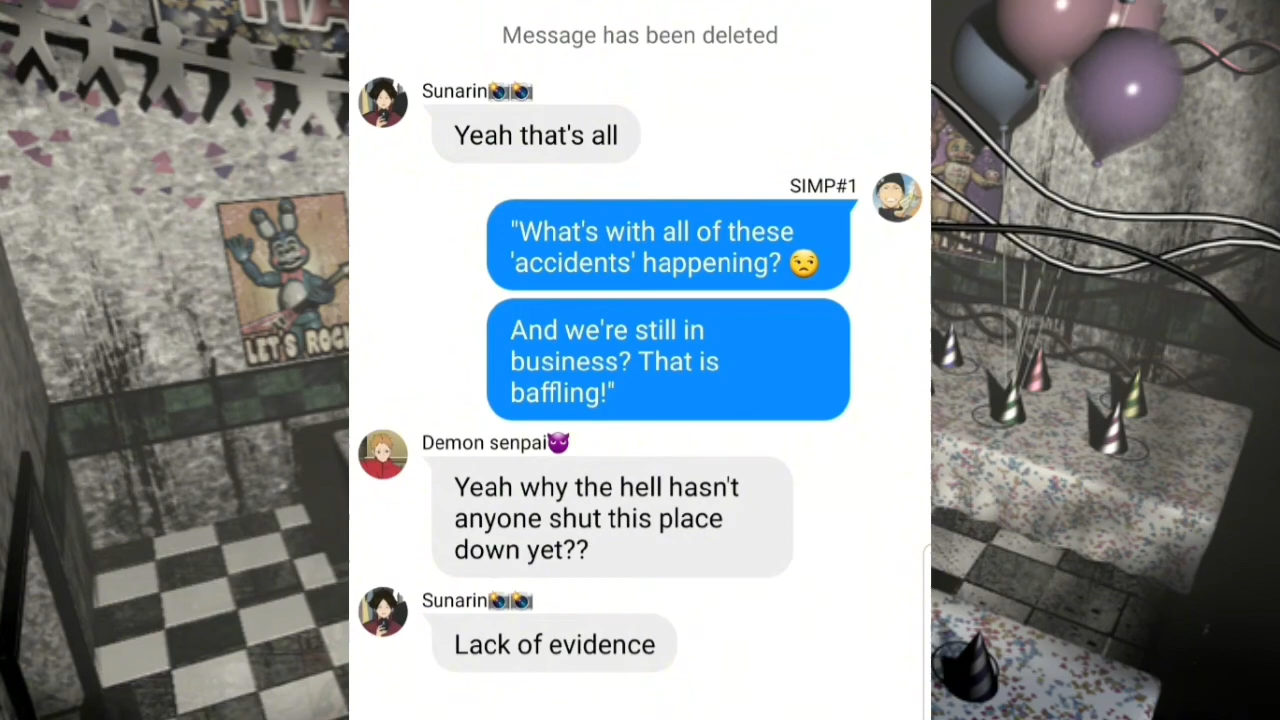 Message has been deleted
Sunarin📸📸
Yeah that's all
SIMP#1
"What's with all of these
'accidents' happening? 😒
And we're still in
business? That is
baffling!"
Demon senpai😈
Yeah why the hell hasn't
anyone shut this place
down yet??
Sunarin📸📸
Lack of evidence
LET'S ROCK